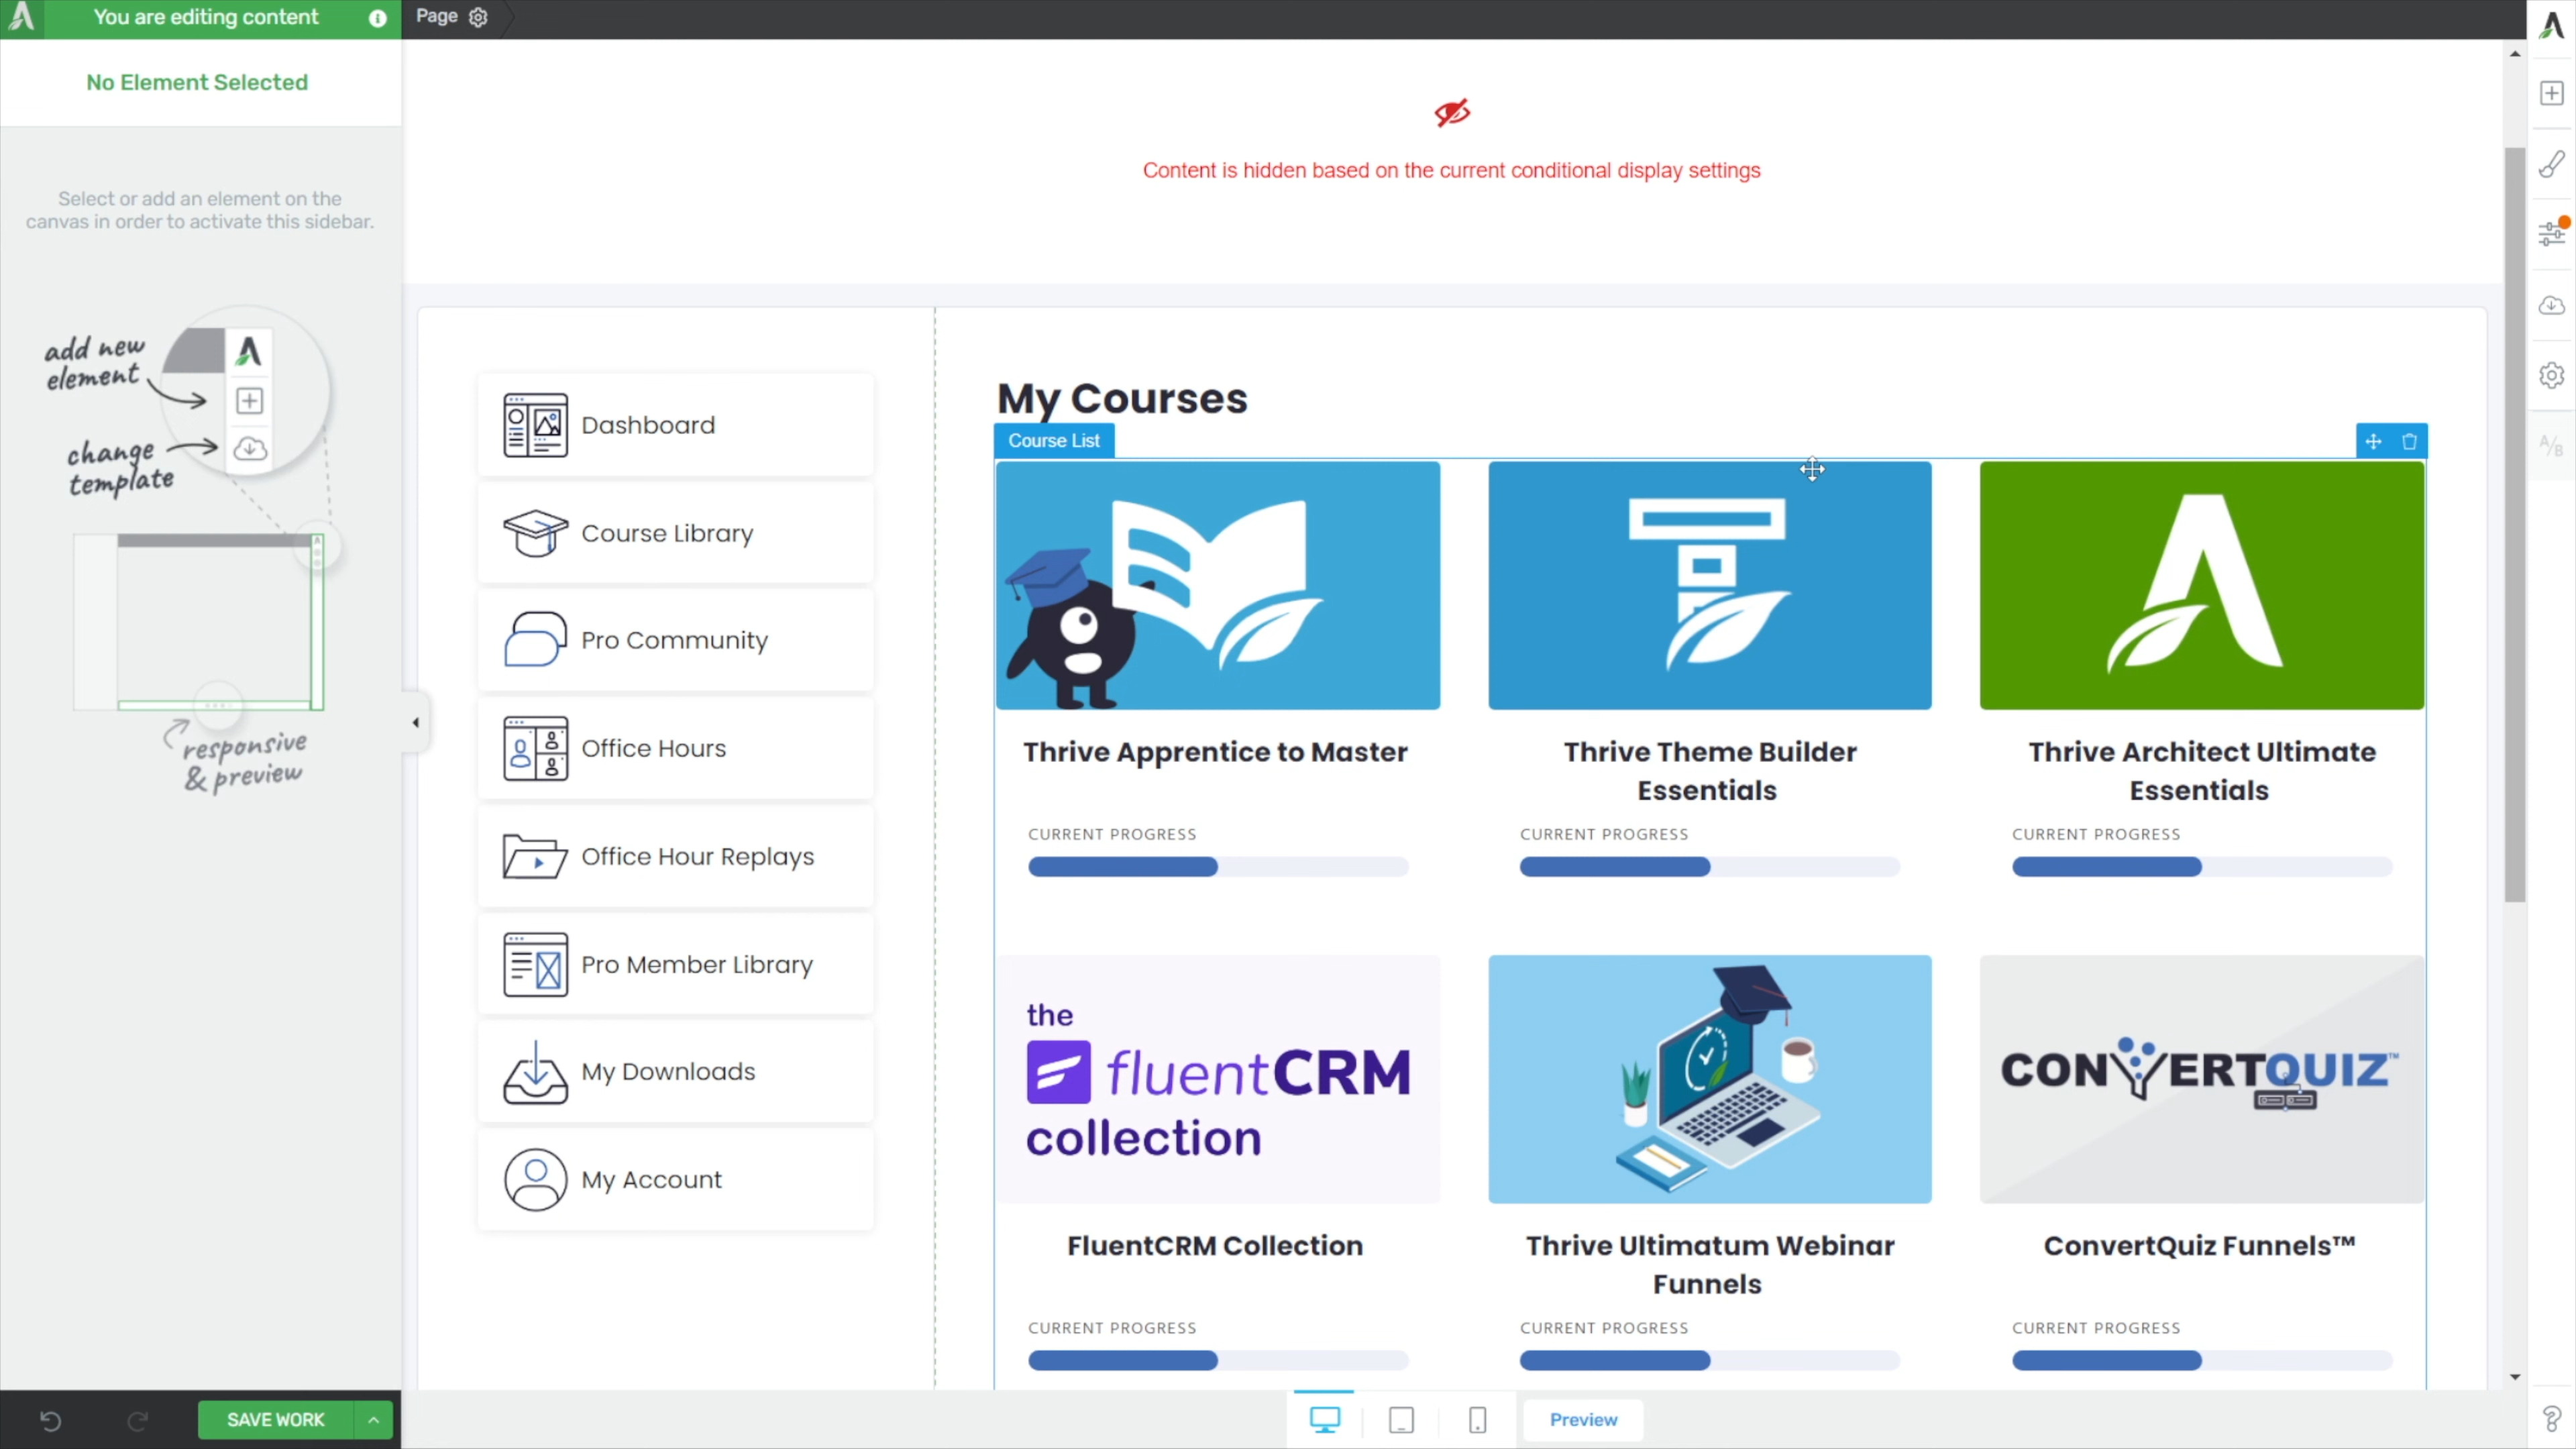 You are editing content
Page
No Element Selected
Select or add an element on the
canvas in order to activate this sidebar.
add new
element
change
template
responsive
& preview
Content is hidden based on the current conditional display settings
Dashboard
Course Library
Pro Community
Office Hours
Office Hour Replays
Pro Member Library
My Downloads
My Account
My Courses
Course List
Thrive Apprentice to Master
CURRENT PROGRESS
Thrive Theme Builder
Essentials
CURRENT PROGRESS
Thrive Architect Ultimate
Essentials
CURRENT PROGRESS
the
fluentCRM
collection
FluentCRM Collection
CURRENT PROGRESS
Thrive Ultimatum Webinar
Funnels
CURRENT PROGRESS
CONVERTQUIZ™
ConvertQuiz Funnels™
CURRENT PROGRESS
A/B
SAVE WORK
Preview